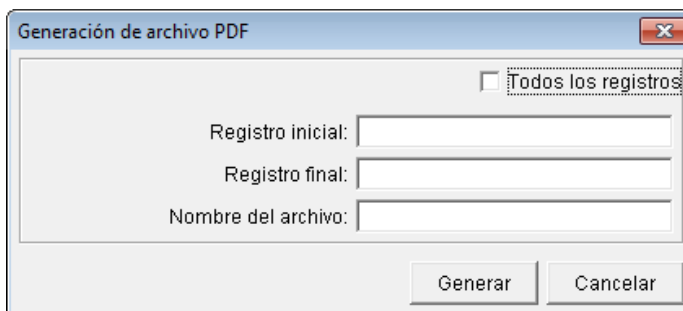 Generación de archivo PDF
Todos los registros
Registro inicial:
Registro final:
Nombre del archivo:
Generar Cancelar